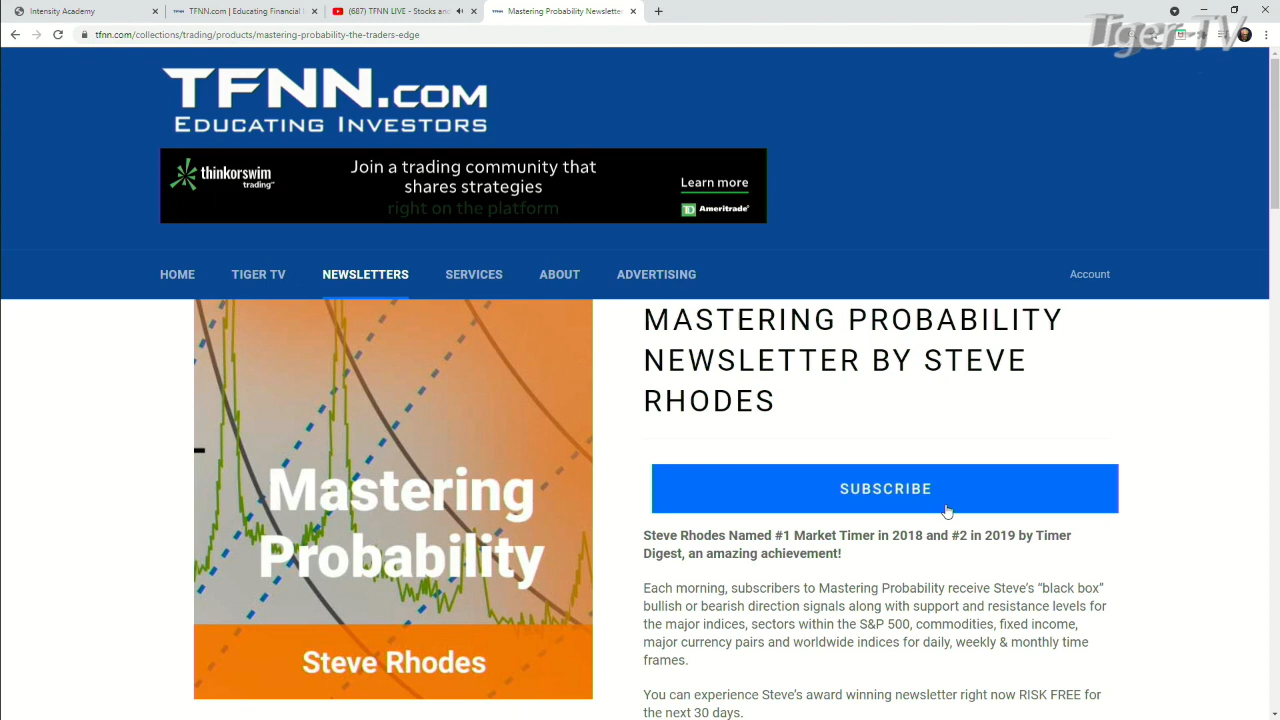 Intensity Academy
TFNN.com | Educating Financial
(687) TFNN LIVE - Stocks and
Mastering Probability Newslette
tfnn.com/collections/trading/products/mastering-probability-the-traders-edge
Tiger TV
TFNN.COM
EDUCATING INVESTORS
thinkorswim
trading™
Join a trading community that
shares strategies
right on the platform
Learn more
TD Ameritrade®
HOME
TIGER TV
NEWSLETTERS
SERVICES
ABOUT
ADVERTISING
Account
Mastering
Probability
Steve Rhodes
MASTERING PROBABILITY
NEWSLETTER BY STEVE
RHODES
SUBSCRIBE
Steve Rhodes Named #1 Market Timer in 2018 and #2 in 2019 by Timer
Digest, an amazing achievement!
Each morning, subscribers to Mastering Probability receive Steve's “black box”
bullish or bearish direction signals along with support and resistance levels for
the major indices, sectors within the S&P 500, commodities, fixed income,
major currency pairs and worldwide indices for daily, weekly & monthly time
frames.
You can experience Steve's award winning newsletter right now RISK FREE for
the next 30 days.